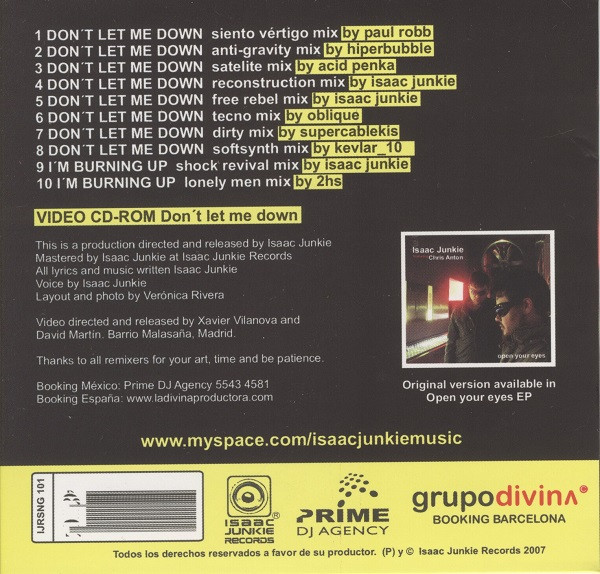 1 DON´T LET ME DOWN siento vértigo mix by paul robb
2 DON´T LET ME DOWN anti-gravity mix by hiperbubble
3 DON´T LET ME DOWN satelite mix by acid penka
4 DON´T LET ME DOWN reconstruction mix by isaac junkie
5 DON´T LET ME DOWN free rebel mix by isaac junkie
6 DON´T LET ME DOWN tecno mix by oblique
7 DON´T LET ME DOWN dirty mix by supercablekis
8 DON´T LET ME DOWN softsynth mix by kevlar_10
9 I´M BURNING UP shock revival mix by isaac junkie
10 I´M BURNING UP lonely men mix by 2hs
VIDEO CD-ROM Don´t let me down
This is a production directed and released by Isaac Junkie
Mastered by Isaac Junkie at Isaac Junkie Records
All lyrics and music written Isaac Junkie
Voice by Isaac Junkie
Layout and photo by Verónica Rivera
Video directed and released by Xavier Vilanova and
David Martín. Barrio Malasaña, Madrid.
Thanks to all remixers for your art, time and be patience.
Booking México: Prime DJ Agency 5543 4581
Booking España: www.ladivinaproductora.com
Isaac Junkie
Chris Anton
open your eyes
Original version available in
Open your eyes EP
www.myspace.com/isaacjunkiemusic
IJRSNG 101
ISAAC
JUNKIE
RECORDS
®
PRIME
DJ AGENCY
grupodivina
BOOKING BARCELONA
Todos los derechos reservados a favor de su productor. (P) y © Isaac Junkie Records 2007